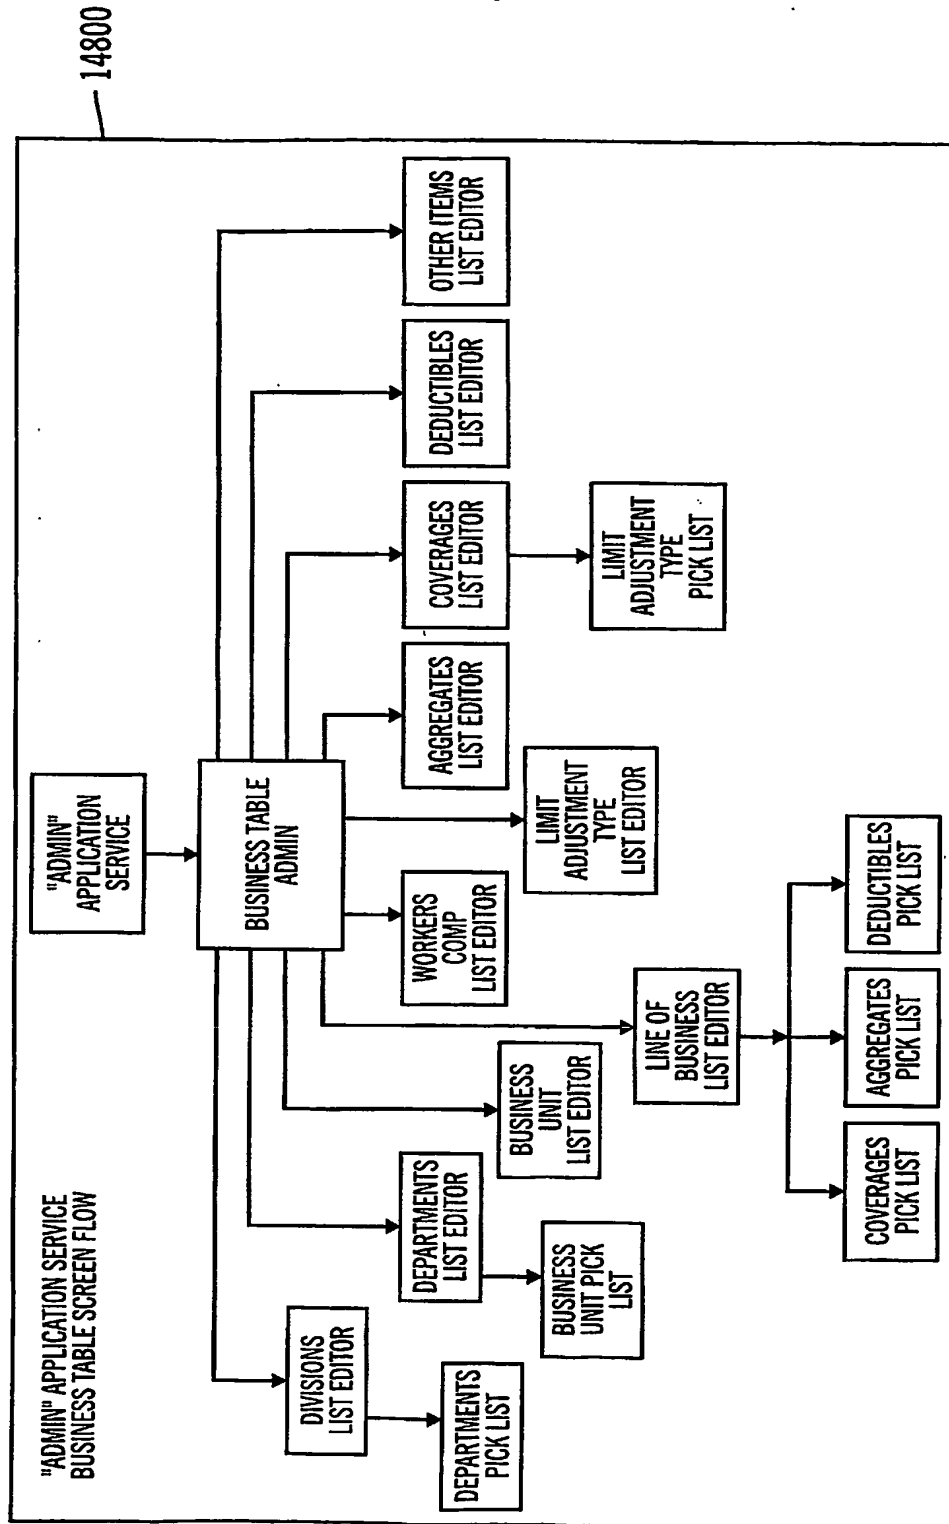 14800
"ADMIN" APPLICATION SERVICE
BUSINESS TABLE SCREEN FLOW
"ADMIN"
APPLICATION
SERVICE
BUSINESS TABLE
ADMIN
DIVISIONS
LIST EDITOR
DEPARTMENTS
PICK LIST
DEPARTMENTS
LIST EDITOR
BUSINESS
UNIT PICK
LIST
BUSINESS
UNIT
LIST EDITOR
LINE OF
BUSINESS
LIST EDITOR
COVERAGES
PICK LIST
AGGREGATES
PICK LIST
DEDUCTIBLES
PICK LIST
WORKERS
COMP
LIST EDITOR
LIMIT
ADJUSTMENT
TYPE
LIST EDITOR
AGGREGATES
LIST EDITOR
COVERAGES
LIST EDITOR
LIMIT
ADJUSTMENT
TYPE
PICK LIST
DEDUCTIBLES
LIST EDITOR
OTHER ITEMS
LIST EDITOR